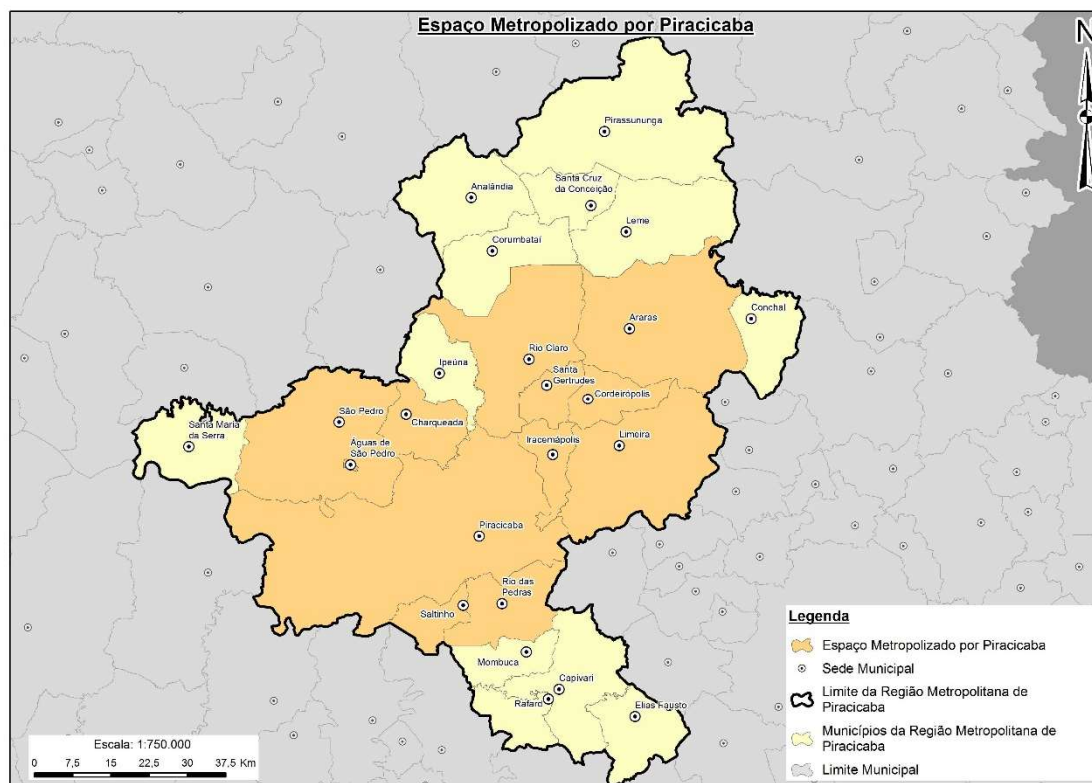 Espaço Metropolizado por Piracicaba
N
Pirassununga
Santa Cruz
da Conceição
Analândia
Leme
Corumbataí
Conchal
Araras
Rio Claro
Ipeúna
Santa
Gertrudes
Cordeirópolis
São Pedro
Charqueada
Santa Maria
da Serra
Águas de
São Pedro
Iracemápolis
Limeira
Piracicaba
Rio das
Pedras
Saltinho
Mombuca
Capivari
Rafard
Elias Fausto
Legenda
Espaço Metropolizado por Piracicaba
Sede Municipal
Limite da Região Metropolitana de
Piracicaba
Municípios da Região Metropolitana de
Piracicaba
Limite Municipal
Escala: 1:750.000
0 7,5 15 22,5 30 37,5 Km